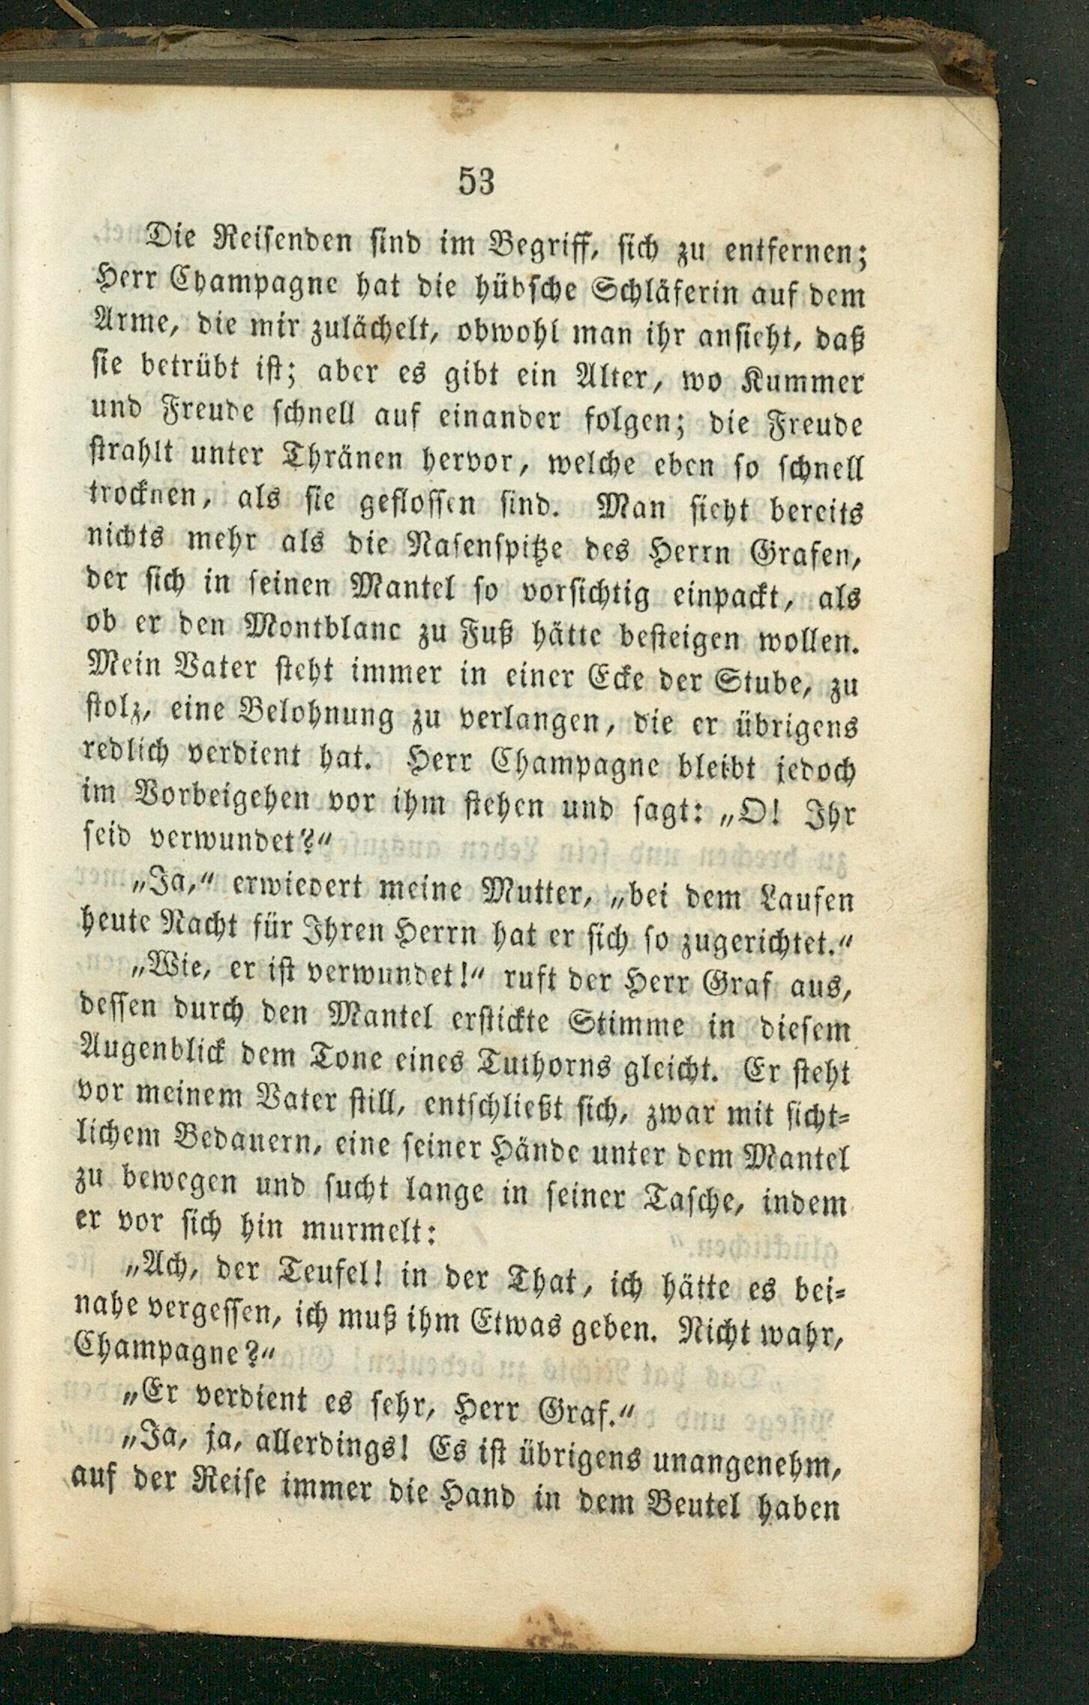 53
Die Reisenden sind im Begriff, sich zu entfernen;
Herr Champagne hat die hübsche Schläferin auf dem
Arme, die mir zulächelt, obwohl man ihr ansieht, daß
sie betrübt ist; aber es gibt ein Alter, wo Kummer
und Freude schnell auf einander folgen; die Freude
strahlt unter Thränen hervor, welche eben so schnell
trocknen, als sie geflossen sind. Man sieht bereits
nichts mehr als die Nasenspitze des Herrn Grafen,
der sich in seinen Mantel so vorsichtig einpackt, als
ob er den Montblanc zu Fuß hätte besteigen wollen.
Mein Vater steht immer in einer Ecke der Stube, zu
stolz, eine Belohnung zu verlangen, die er übrigens
redlich verdient hat. Herr Champagne bleibt jedoch
im Vorbeigehen vor ihm stehen und sagt: „O! Ihr
seid verwundet?“
„Ja,“ erwiedert meine Mutter, „bei dem Laufen
heute Nacht für Ihren Herrn hat er sich so zugerichtet.“
„Wie, er ist verwundet!“ ruft der Herr Graf aus,
dessen durch den Mantel erstickte Stimme in diesem
Augenblick dem Tone eines Tuthorns gleicht. Er steht
vor meinem Vater still, entschließt sich, zwar mit sicht-
lichem Bedauern, eine seiner Hände unter dem Mantel
zu bewegen und sucht lange in seiner Tasche, indem
er vor sich hin murmelt:
„Ach, der Teufel! in der That, ich hätte es bei-
nahe vergessen, ich muß ihm Etwas geben. Nicht wahr,
Champagne?“
„Er verdient es sehr, Herr Graf.“
„Ja, ja, allerdings! Es ist übrigens unangenehm,
auf der Reise immer die Hand in dem Beutel haben